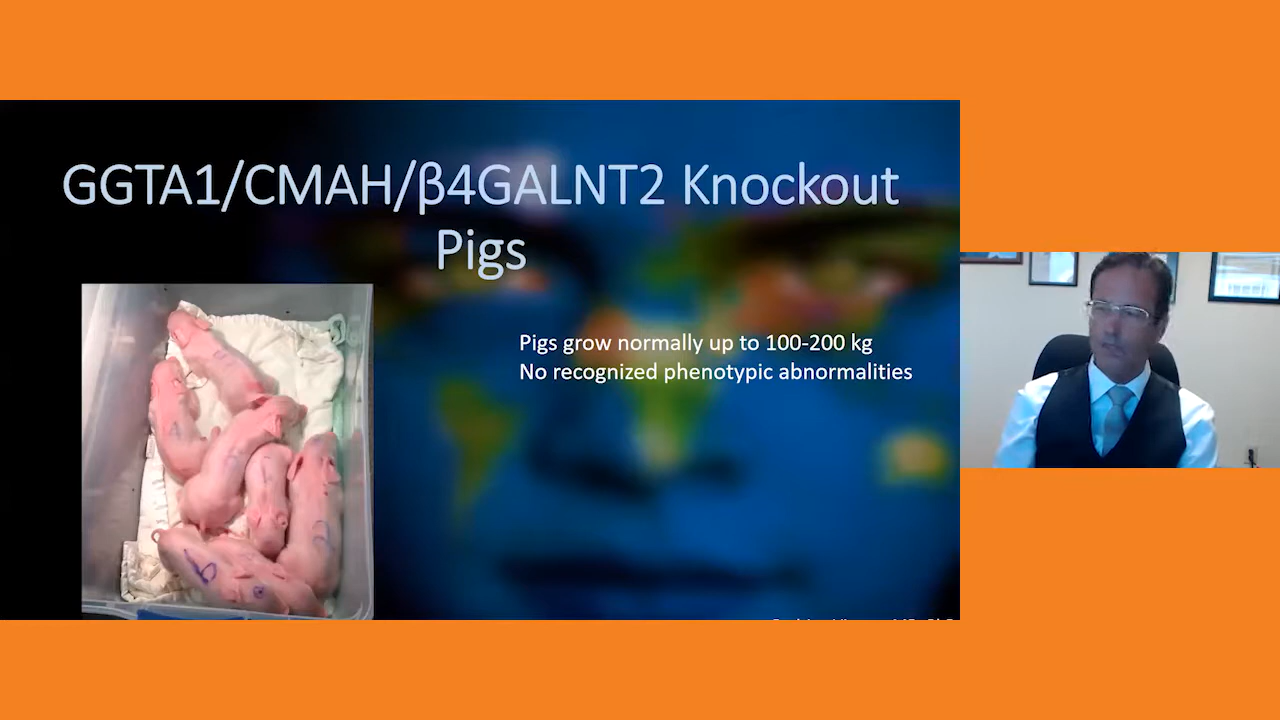 GGTA1/CMAH/β4GALNT2 Knockout
Pigs
Pigs grow normally up to 100-200 kg
No recognized phenotypic abnormalities